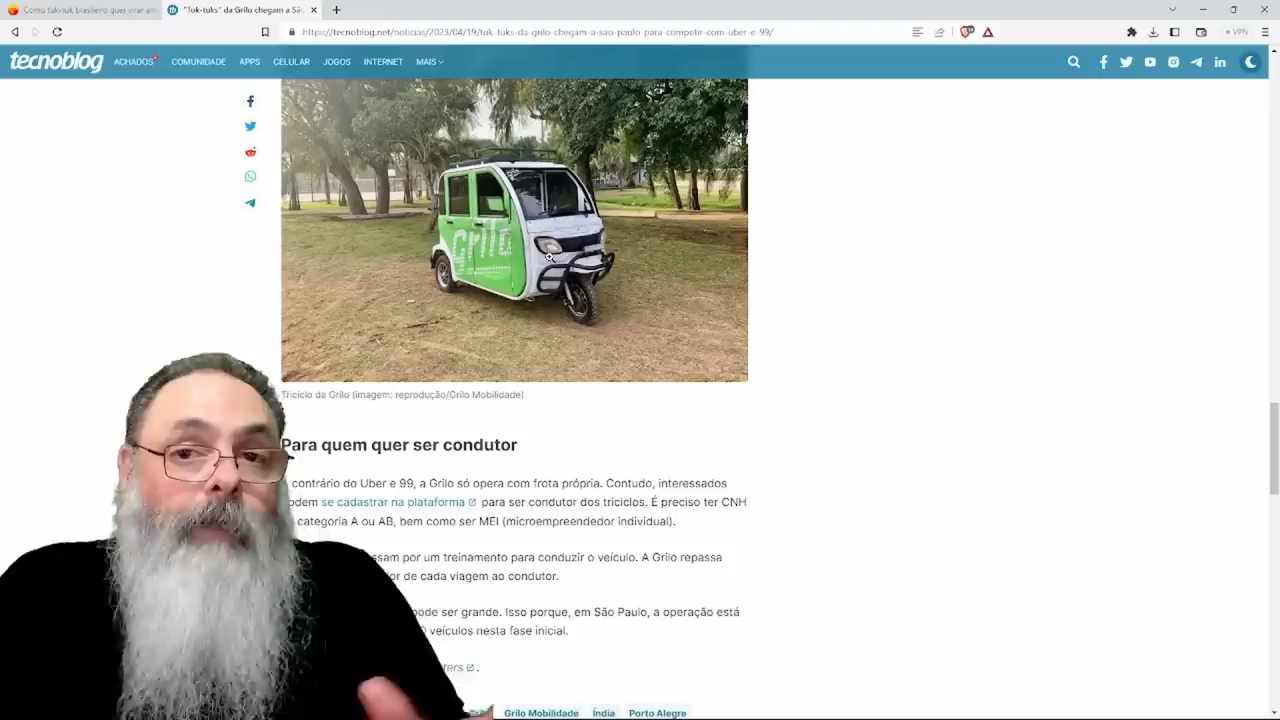 Como tuk-tuk brasileiro quer virar
"Tuk-tuks" da Grilo chegam a São
https://tecnoblog.net/noticias/2023/04/19/tuk-tuks-da-grilo-chegam-a-sao-paulo-para-competir-com-uber-e-99/
VPN
tecnoblog
ACHADOS
COMUNIDADE
APPS
CELULAR
JOGOS
INTERNET
MAIS
grilo
Triciclo da Grilo (imagem: reprodução/Grilo Mobilidade)
Para quem quer ser condutor
contrário do Uber e 99, a Grilo só opera com frota própria. Contudo, interessados
odem se cadastrar na plataforma para ser condutor dos triciclos. É preciso ter CNH
categoria A ou AB, bem como ser MEI (microempreendedor individual).
ssam por um treinamento para conduzir o veículo. A Grilo repassa
or de cada viagem ao condutor.
pode ser grande. Isso porque, em São Paulo, a operação está
0 veículos nesta fase inicial.
ters.
Grilo Mobilidade
Índia
Porto Alegre